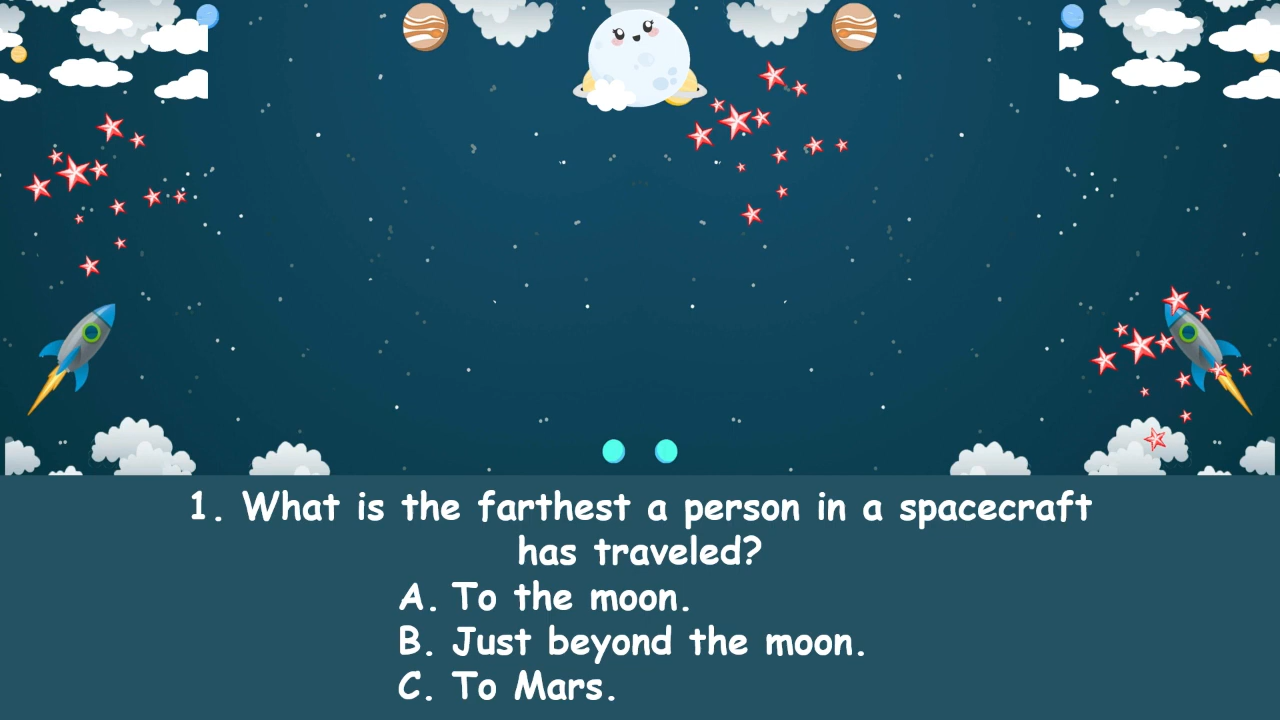 1. What is the farthest a person in a spacecraft
has traveled?
A. To the moon.
B. Just beyond the moon.
C. To Mars.